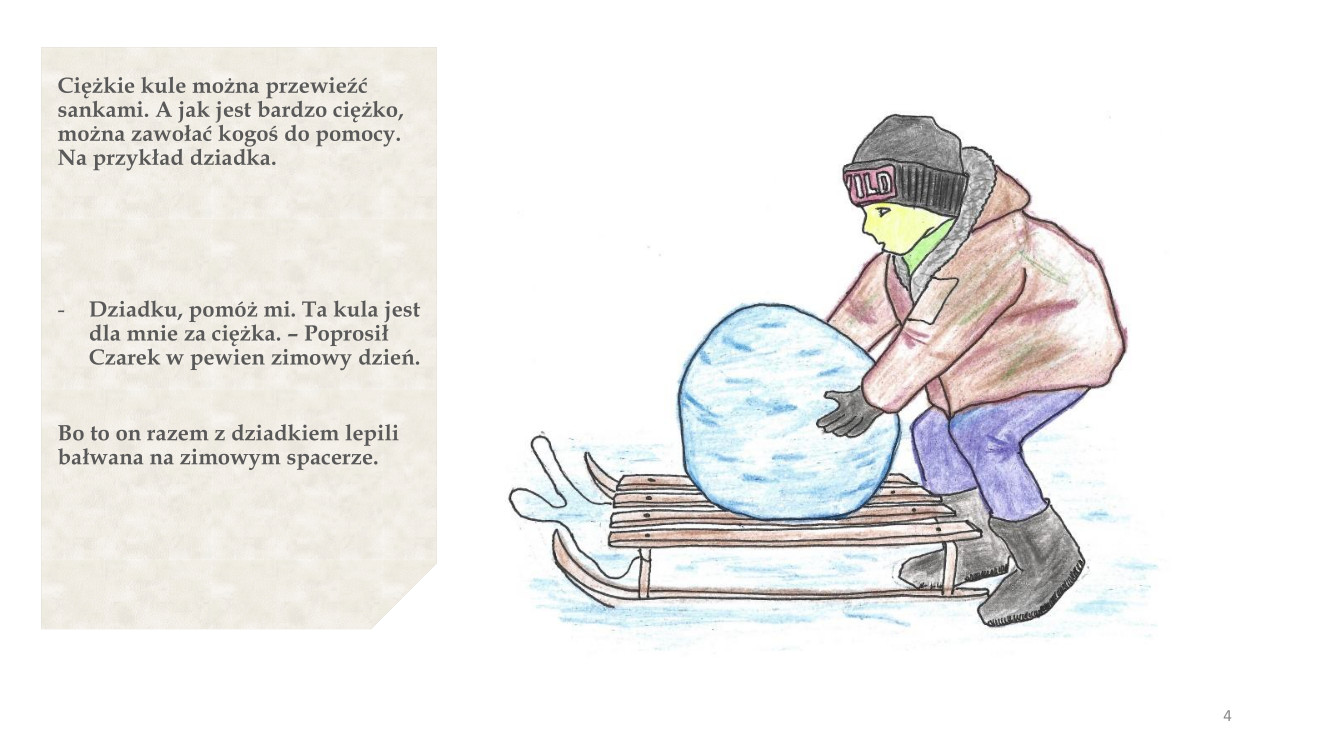 Ciężkie kule można przewieźć
sankami. A jak jest bardzo ciężko,
można zawołać kogoś do pomocy.
Na przykład dziadka.
- Dziadku, pomóż mi. Ta kula jest
dla mnie za ciężka. – Poprosił
Czarek w pewien zimowy dzień.
Bo to on razem z dziadkiem lepili
bałwana na zimowym spacerze.
ILD
4